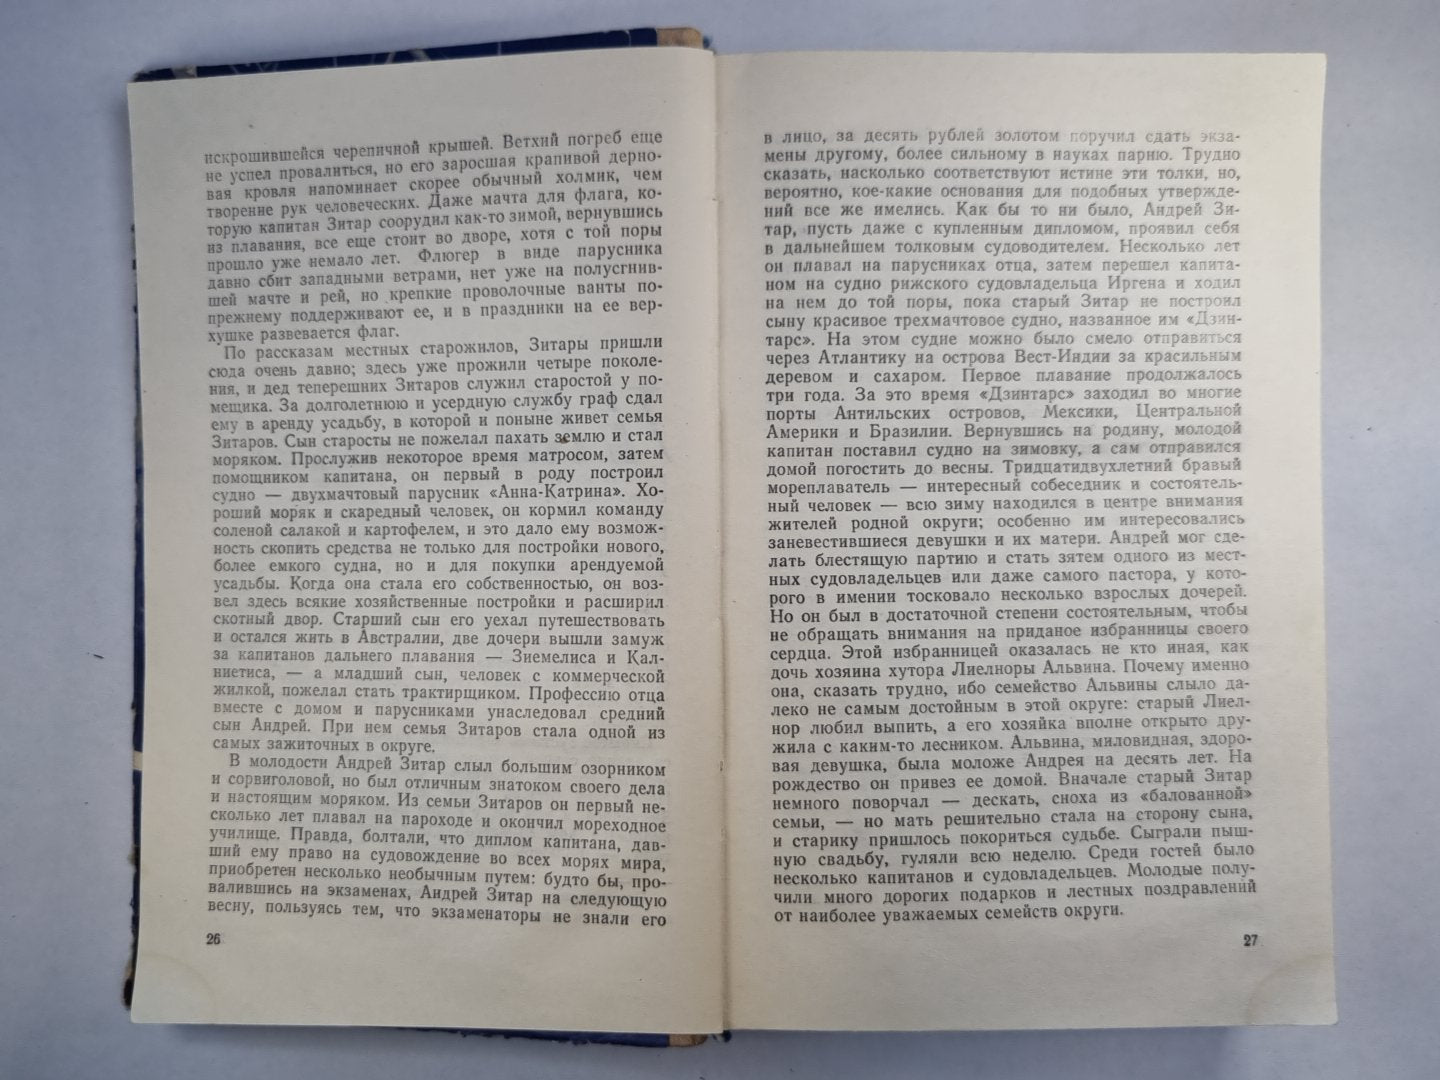 искрошившейся черепичной крышей. Ветхий погреб еще
не успел провалиться, но его заросшая крапивой дерно-
вая кровля напоминает скорее обычный холмик, чем
творение рук человеческих. Даже мачта для флага, ко-
торую капитан Зитар соорудил как-то зимой, вернувшись
из плавания, все еще стоит во дворе, хотя с той поры
прошло уже немало лет. Флюгер в виде парусника
давно сбит западными ветрами, нет уже на полусгнив-
шей мачте и рей, но крепкие проволочные ванты по-
прежнему поддерживают ее, и в праздники на ее вер-
хушке развевается флаг.
По рассказам местных старожилов, Зитары пришли
сюда очень давно; здесь уже прожили четыре поколе-
ния, и дед теперешних Зитаров служил старостой у по-
мещика. За долголетнюю и усердную службу граф сдал
ему в аренду усадьбу, в которой и поныне живет семья
Зитаров. Сын старосты не пожелал пахать землю и стал
моряком. Прослужив некоторое время матросом, затем
помощником капитана, он первый в роду построил
судно — двухмачтовый парусник «Анна-Катрина». Хо-
роший моряк и скаредный человек, он кормил команду
соленой салакой и картофелем, и это дало ему возмож-
ность скопить средства не только для постройки нового,
более емкого судна, но и для покупки арендуемой
усадьбы. Когда она стала его собственностью, он воз-
вел здесь всякие хозяйственные постройки и расширил
скотный двор. Старший сын его уехал путешествовать
и остался жить в Австралии, две дочери вышли замуж
за капитанов дальнего плавания — Зиемелиса и Кал-
ниетиса, — а младший сын, человек с коммерческой
жилкой, пожелал стать трактирщиком. Профессию отца
вместе с домом и парусниками унаследовал средний
сын Андрей. При нем семья Зитаров стала одной из
самых зажиточных в округе.
В молодости Андрей Зитар слыл большим озорником
и сорвиголовой, но был отличным знатоком своего дела
и настоящим моряком. Из семьи Зитаров он первый не-
сколько лет плавал на пароходе и окончил мореходное
училище. Правда, болтали, что диплом капитана, дав-
ший ему право на судовождение во всех морях мира,
приобретен несколько необычным путем: будто бы, про-
валившись на экзаменах, Андрей Зитар на следующую
весну, пользуясь тем, что экзаменаторы не знали его
26
в лицо, за десять рублей золотом поручил сдать экза-
мены другому, более сильному в науках парню. Трудно
сказать, насколько соответствуют истине эти толки, но,
вероятно, кое-какие основания для подобных утвержде-
ний все же имелись. Как бы то ни было, Андрей Зи-
тар, пусть даже с купленным дипломом, проявил себя
в дальнейшем толковым судоводителем. Несколько лет
он плавал на парусниках отца, затем перешел капита-
ном на судно рижского судовладельца Иргена и ходил
на нем до той поры, пока старый Зитар не построил
сыну красивое трехмачтовое судно, названное им «Дзин-
тарс». На этом судне можно было смело отправиться
через Атлантику на острова Вест-Индии за красильным
деревом и сахаром. Первое плавание продолжалось
три года. За это время «Дзинтарс» заходил во многие
порты Антильских островов, Мексики, Центральной
Америки и Бразилии. Вернувшись на родину, молодой
капитан поставил судно на зимовку, а сам отправился
домой погостить до весны. Тридцатидвухлетний бравый
мореплаватель — интересный собеседник и состоятель-
ный человек — всю зиму находился в центре внимания
жителей родной округи; особенно им интересовались
заневестившиеся девушки и их матери. Андрей мог сде-
лать блестящую партию и стать зятем одного из мест-
ных судовладельцев или даже самого пастора, у кото-
рого в имении тосковало несколько взрослых дочерей.
Но он был в достаточной степени состоятельным, чтобы
не обращать внимания на приданое избранницы своего
сердца. Этой избранницей оказалась не кто иная, как
дочь хозяина хутора Лиелноры Альвина. Почему именно
она, сказать трудно, ибо семейство Альвины слыло да-
леко не самым достойным в этой округе: старый Лиел-
нор любил выпить, а его хозяйка вполне открыто дру-
жила с каким-то лесником. Альвина, миловидная, здоро-
вая девушка, была моложе Андрея на десять лет. На
рождество он привез ее домой. Вначале старый Зитар
немного поворчал — дескать, сноха из «балованной»
семьи, — но мать решительно стала на сторону сына,
и старику пришлось покориться судьбе. Сыграли пыш-
ную свадьбу, гуляли всю неделю. Среди гостей было
несколько капитанов и судовладельцев. Молодые полу-
чили много дорогих подарков и лестных поздравлений
от наиболее уважаемых семейств округи.
27